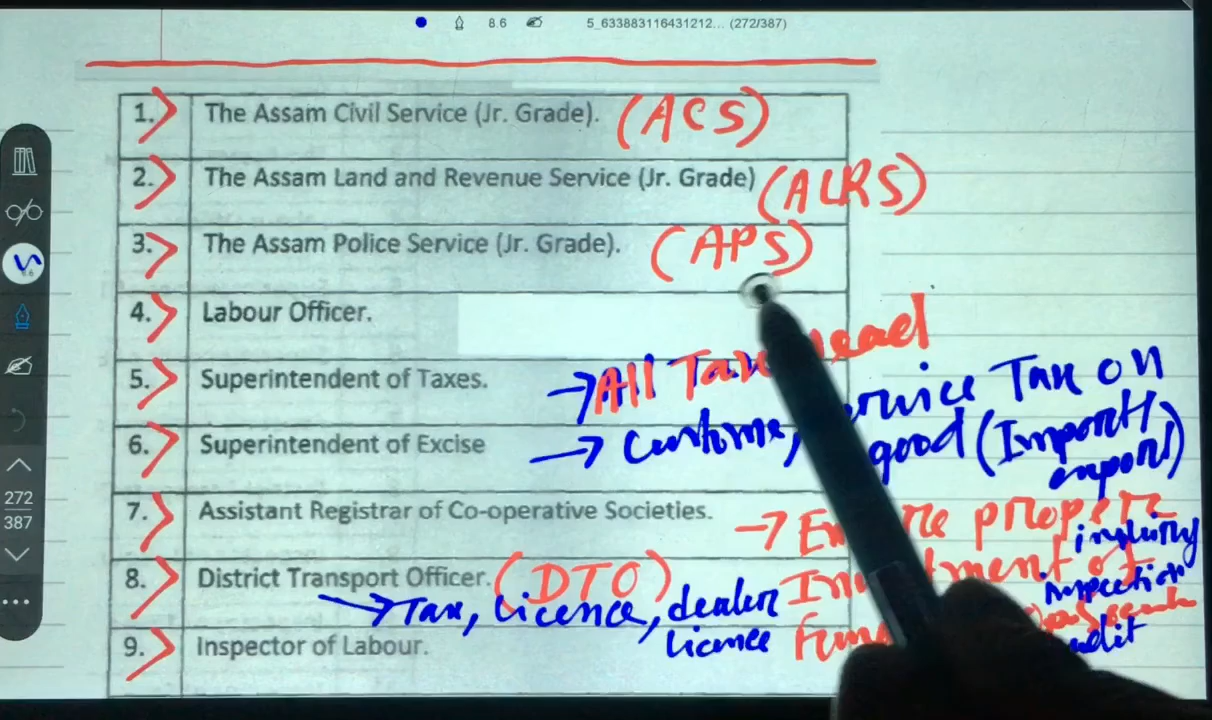 8.6 5_633883116431212... (272/387)
1. The Assam Civil Service (Jr. Grade). (ACS)
2. The Assam Land and Revenue Service (Jr. Grade) (ALRS)
3. The Assam Police Service (Jr. Grade). (APS)
4. Labour Officer.
5. Superintendent of Taxes. → All Tax
Tax on
6. Superintendent of Excise → Customs,
good (Import/
export)
7. Assistant Registrar of Co-operative Societies. →
inquiry
8. District Transport Officer. (DTO)
→ Tax, Licence, dealer
inspection
9. Inspector of Labour. Licence
272
387